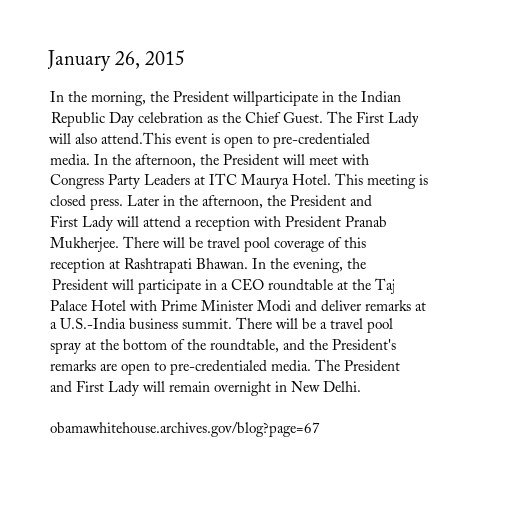 January 26, 2015
In the morning, the President willparticipate in the Indian
Republic Day celebration as the Chief Guest. The First Lady
will also attend.This event is open to pre-credentialed
media. In the afternoon, the President will meet with
Congress Party Leaders at ITC Maurya Hotel. This meeting is
closed press. Later in the afternoon, the President and
First Lady will attend a reception with President Pranab
Mukherjee. There will be travel pool coverage of this
reception at Rashtrapati Bhawan. In the evening, the
President will participate in a CEO roundtable at the Taj
Palace Hotel with Prime Minister Modi and deliver remarks at
a U.S.-India business summit. There will be a travel pool
spray at the bottom of the roundtable, and the President's
remarks are open to pre-credentialed media. The President
and First Lady will remain overnight in New Delhi.
obamawhitehouse.archives.gov/blog?page=67